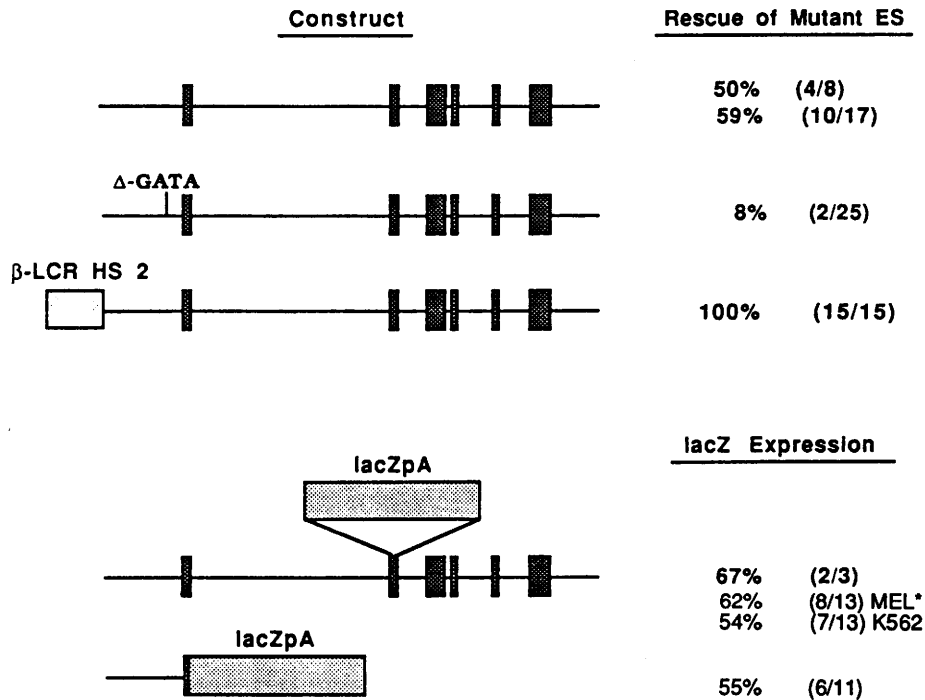 Construct
Rescue of Mutant ES
50% (4/8)
59% (10/17)
Δ-GATA
8% (2/25)
β-LCR HS 2
100% (15/15)
lacZ Expression
lacZpA
67% (2/3)
62% (8/13) MEL*
54% (7/13) K562
lacZpA
55% (6/11)